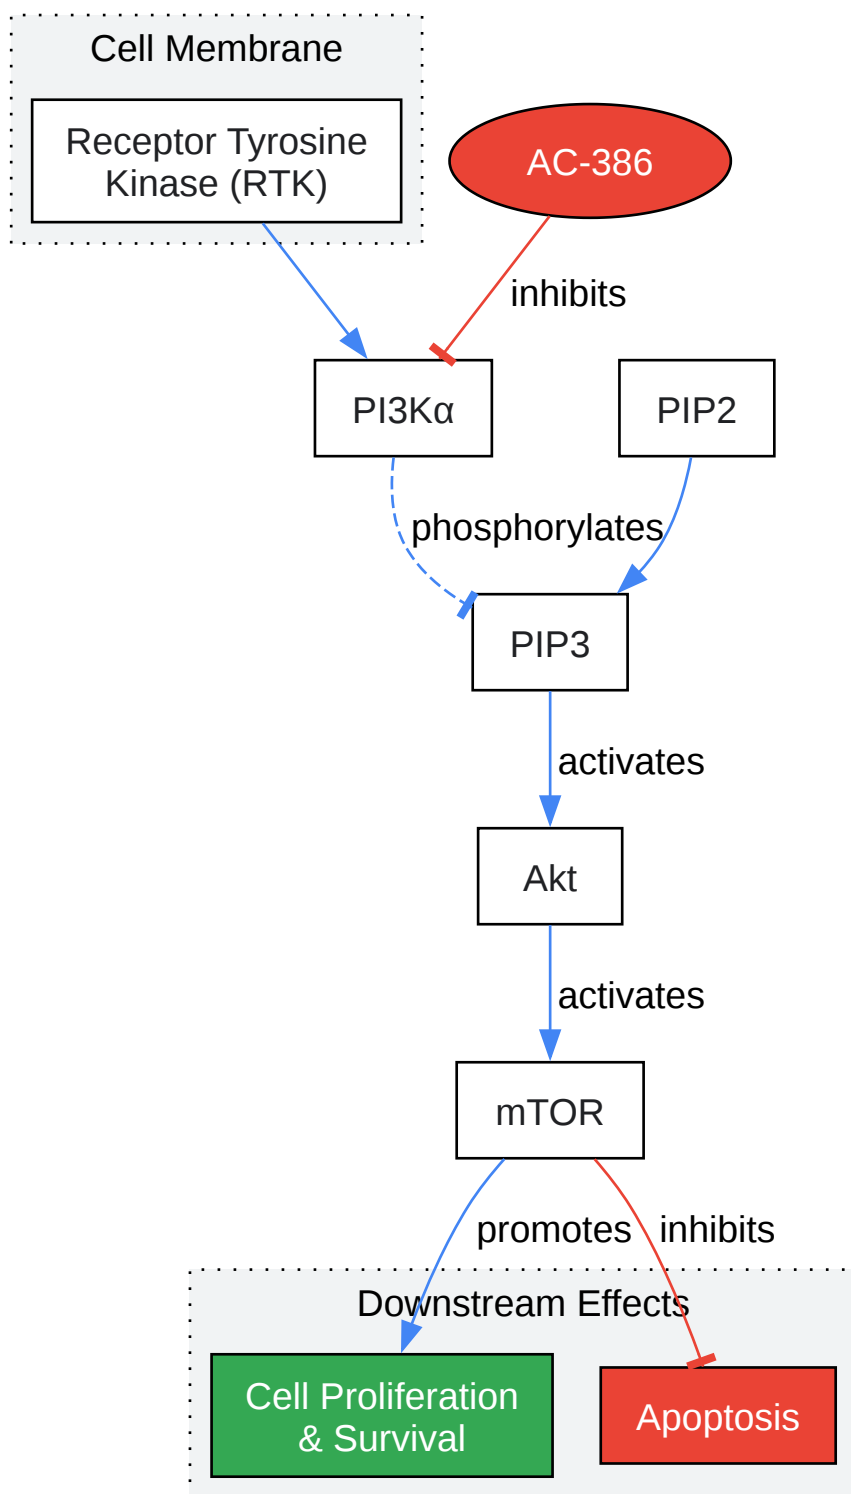 Cell Membrane
Receptor Tyrosine
Kinase (RTK)
AC-386
inhibits
PI3Kα
PIP2
phosphorylates
PIP3
activates
Akt
activates
mTOR
promotes
inhibits
Downstream Effects
Cell Proliferation
& Survival
Apoptosis